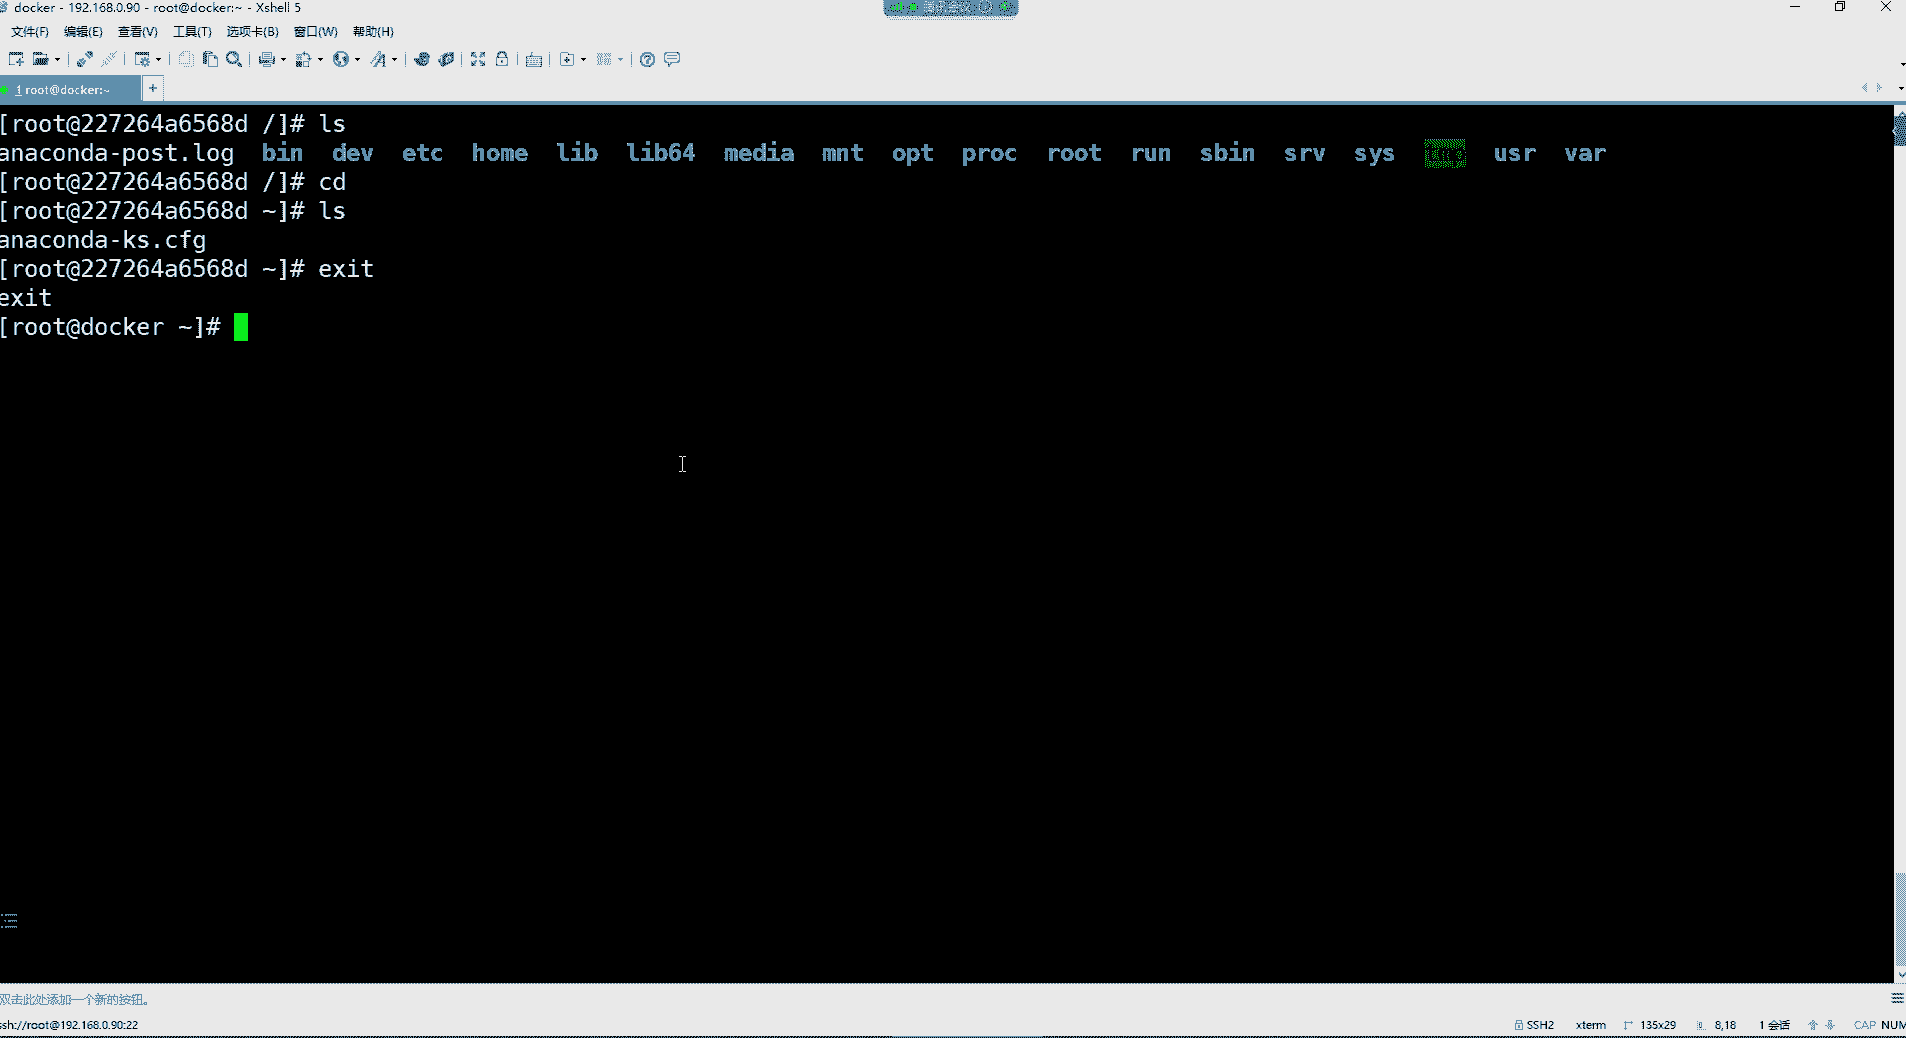 docker - 192.168.0.90 - root@docker:~ - Xshell 5
文件(F) 编辑(E) 查看(V) 工具(T) 选项卡(B) 窗口(W) 帮助(H)
1 root@docker:~ +
[root@227264a6568d /]# ls
anaconda-post.log bin dev etc home lib lib64 media mnt opt proc root run sbin srv sys usr var
[root@227264a6568d /]# cd
[root@227264a6568d ~]# ls
anaconda-ks.cfg
[root@227264a6568d ~]# exit
exit
[root@docker ~]#
双击此处添加一个新的按钮。
ssh://root@192.168.0.90:22 SSH2 xterm 135x29 8,18 1 会话 CAP NUM